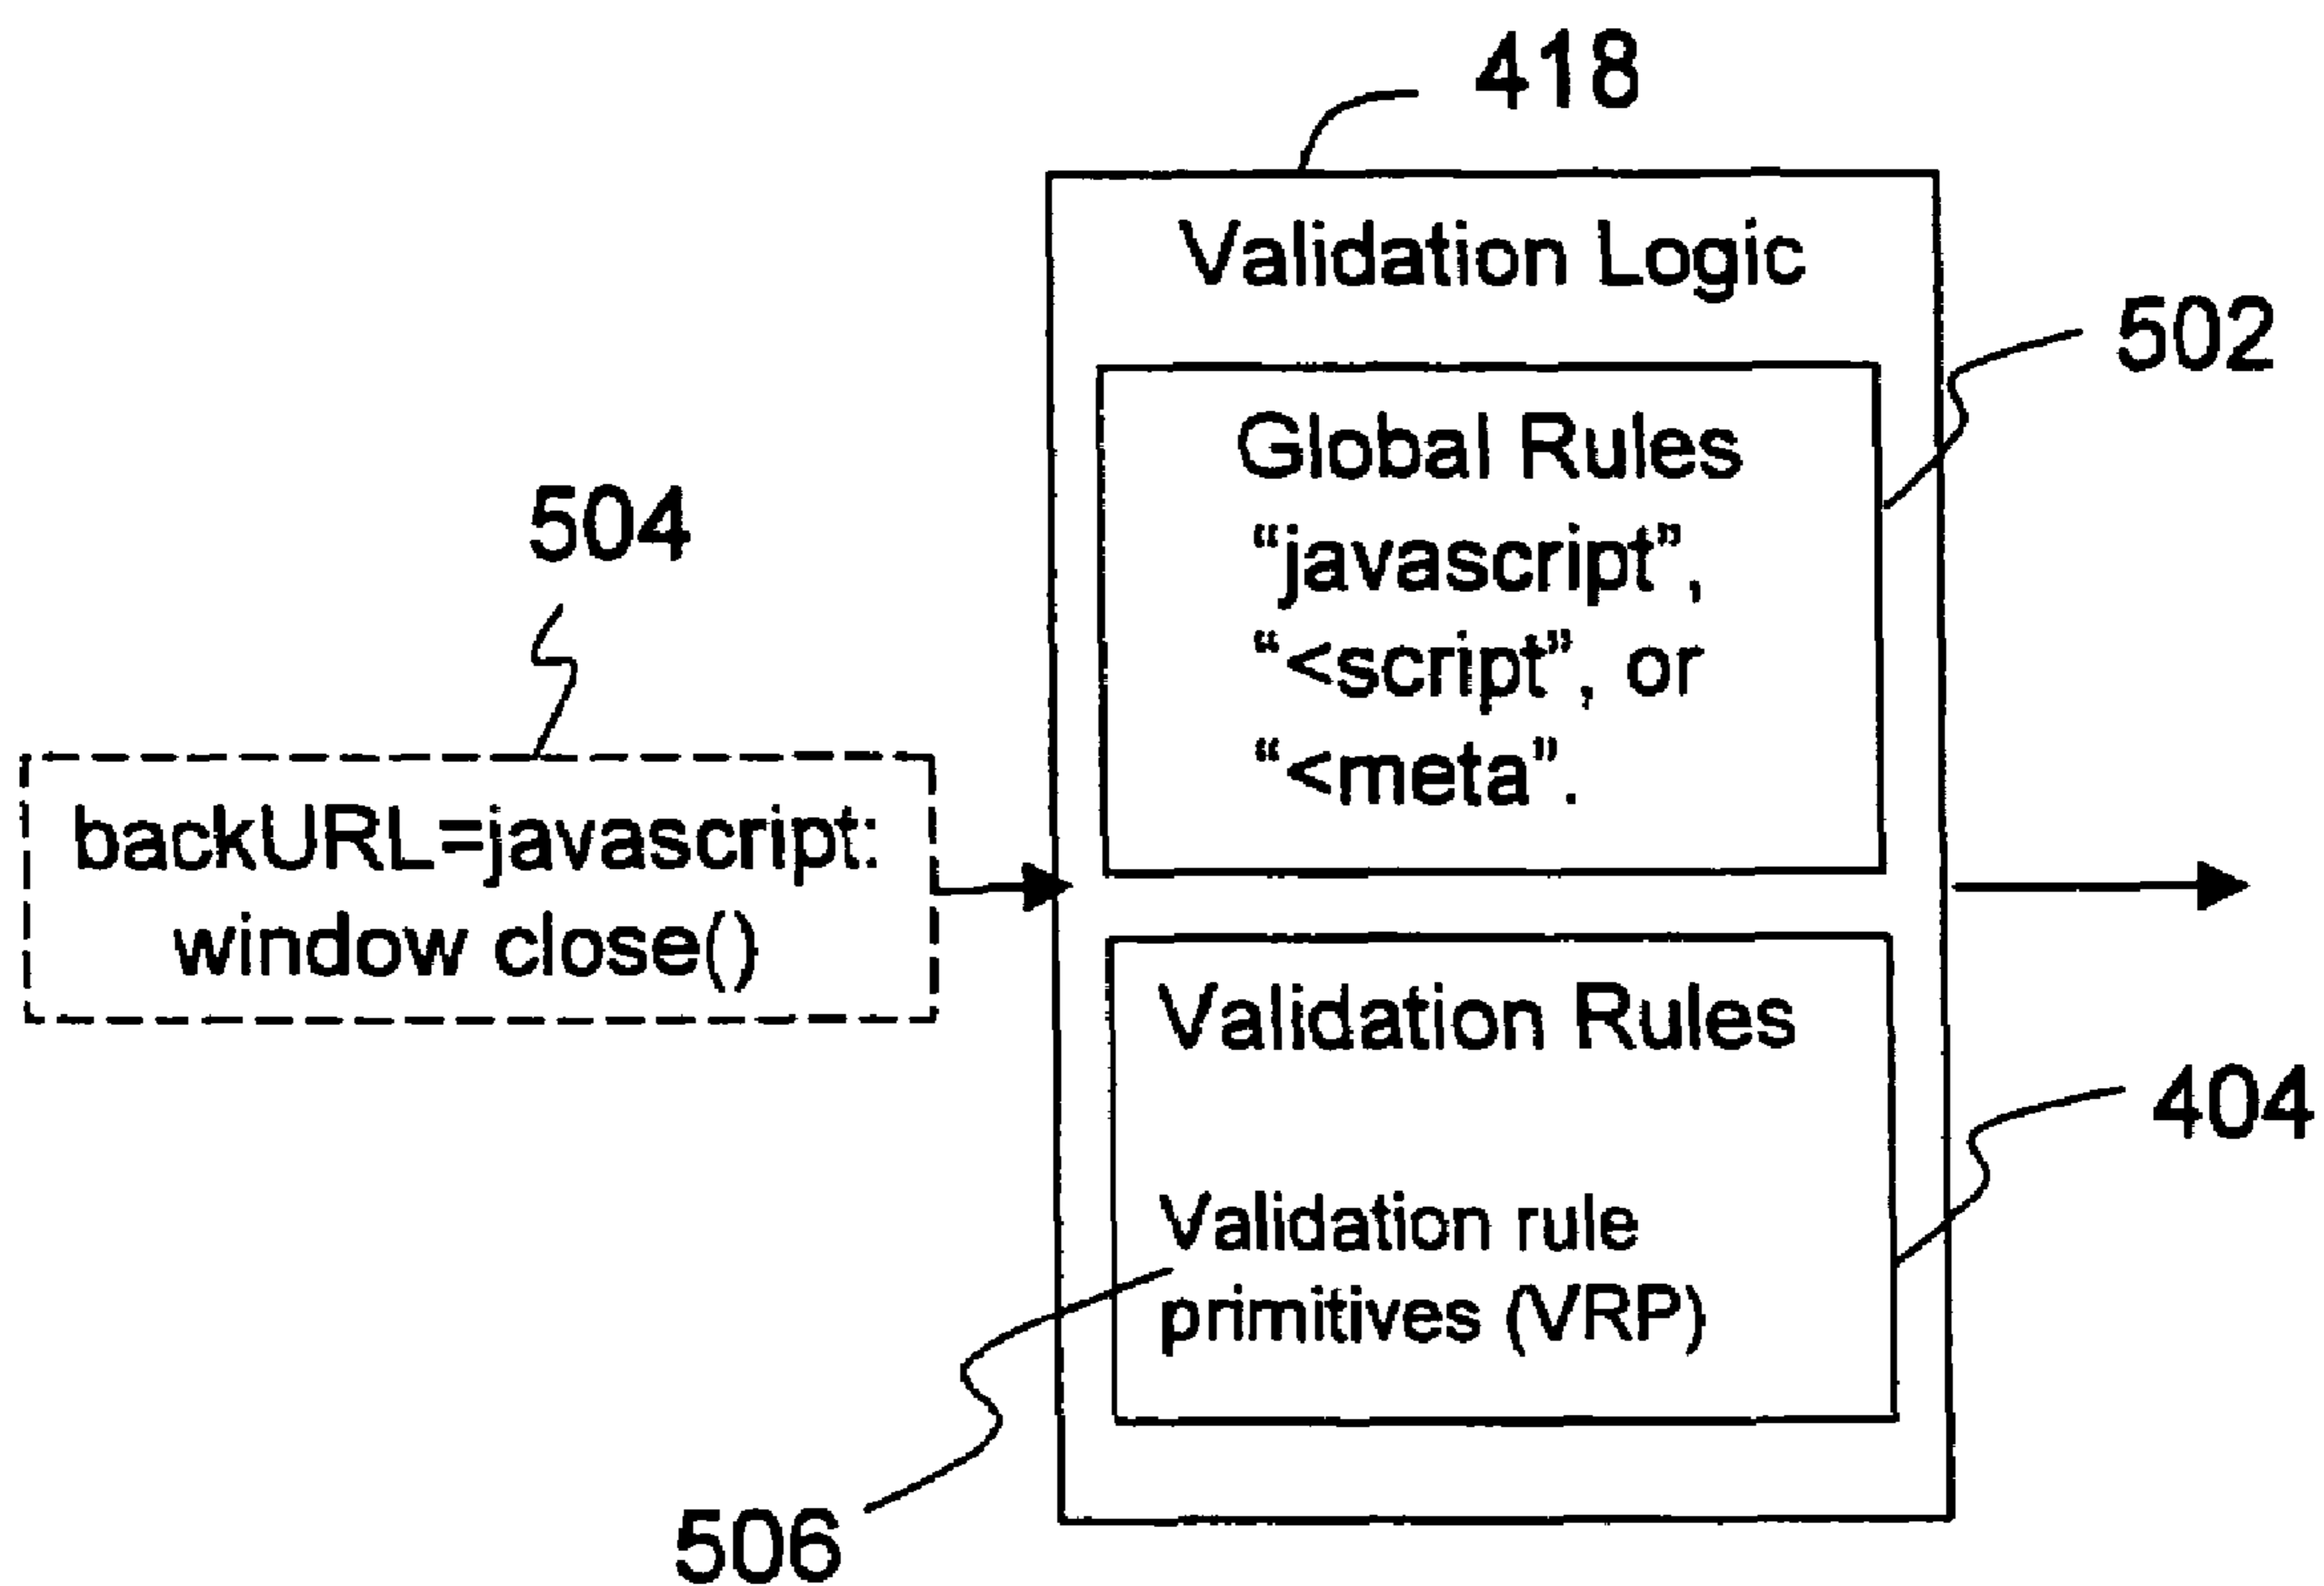 418
Validation Logic
502
Global Rules
“javascript”,
“<script”, or
“<meta”.
504
backURL=javascript:
window close()
Validation Rules
404
Validation rule
primitives (VRP)
506